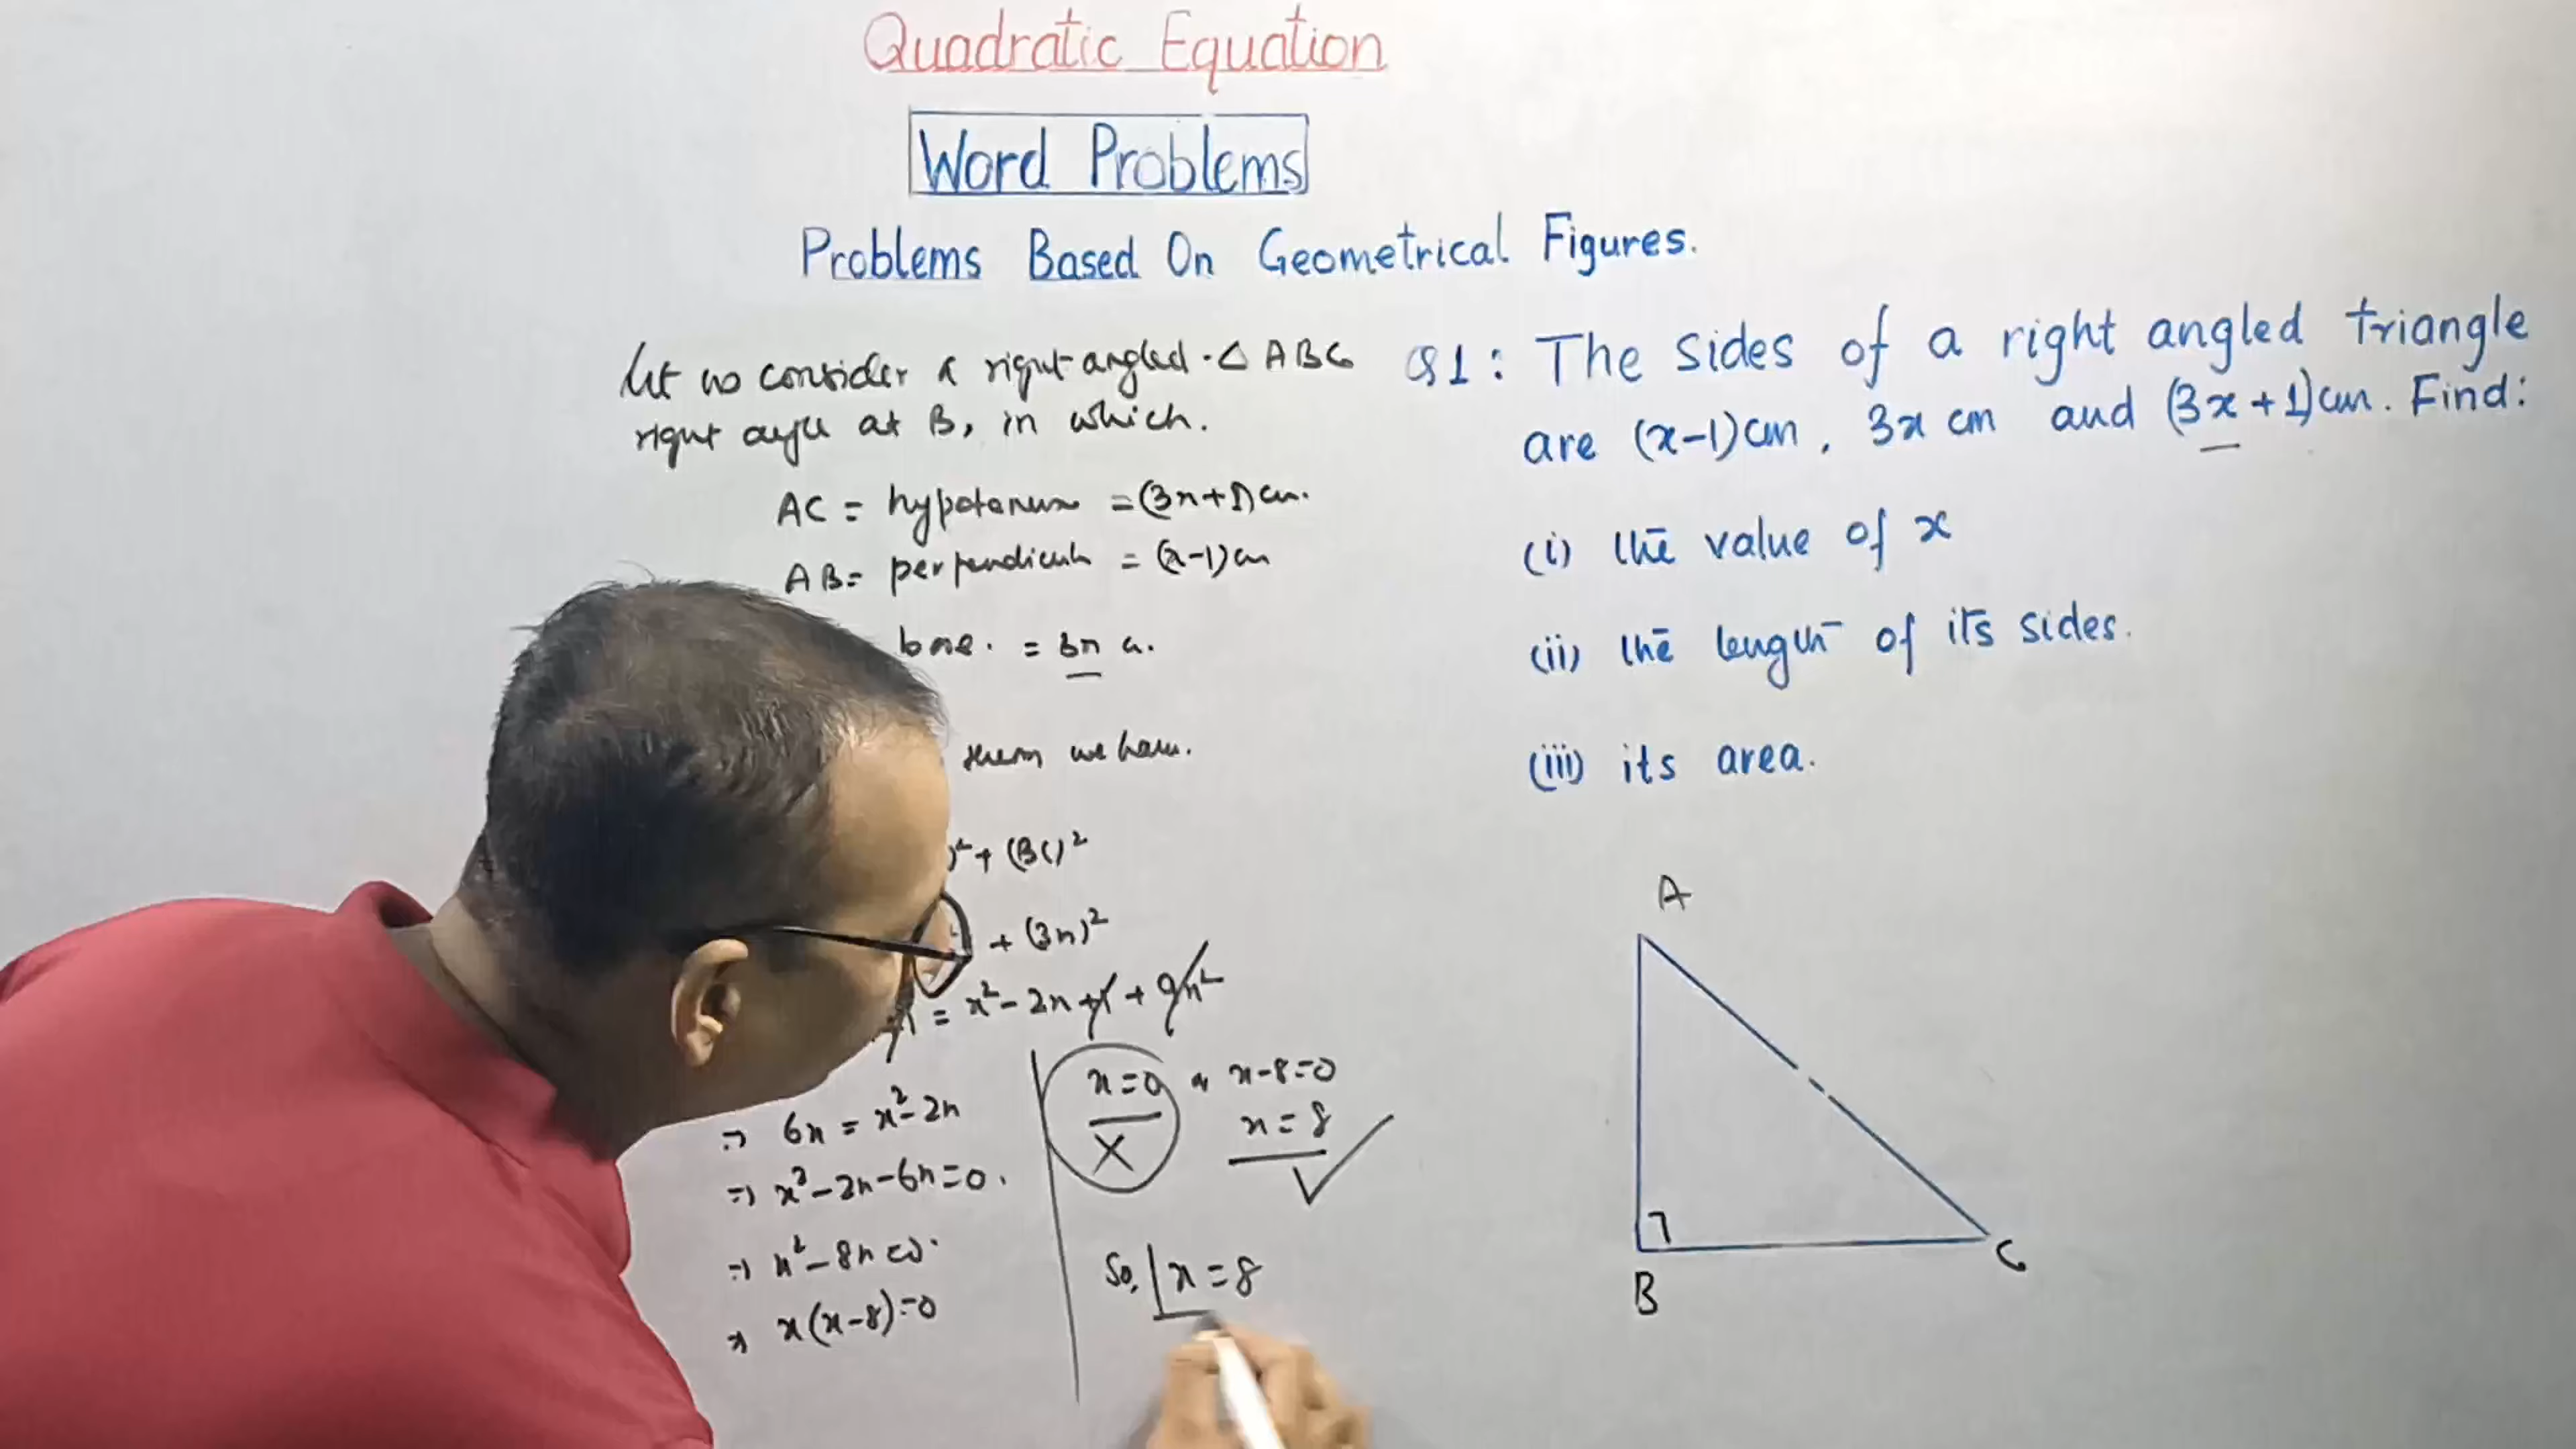 Quadratic Equation
Word Problems
Problems Based On Geometrical Figures.
Let us consider a right angled Δ ABC
right angle at B, in which.
AC = hypotenuse = (3x+1) cm.
AB = perpendicular = (x-1) cm
base. = 3x cm.
we have.
)² + (BC)²
+ (3x)²
1 = x² - 2x + 1 + 9x²
⇒ 6x = x² - 2x
⇒ x² - 2x - 6x = 0.
⇒ x² - 8x = 0.
⇒ x(x-8) = 0
x = 0 or x-8=0
X x = 8 ✓
So, x = 8
Q1: The sides of a right angled triangle
are (x-1)cm, 3x cm and (3x+1)cm. Find:
(i) the value of x
(ii) the length of its sides.
(iii) its area.
A
B
C